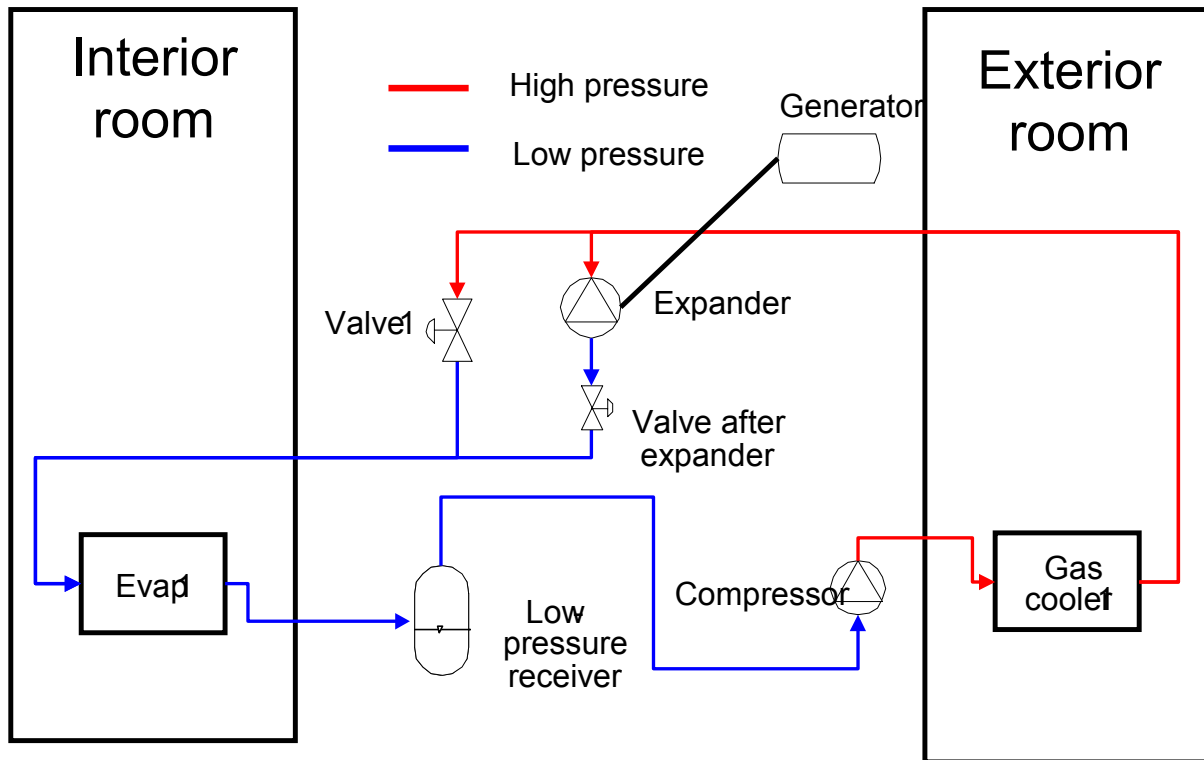 Interior
room
High pressure
Low pressure
Generator
Exterior
room
Valve1
Expander
Valve after
expander
Evap1
Low
pressure
receiver
Compressor
Gas
cooler1